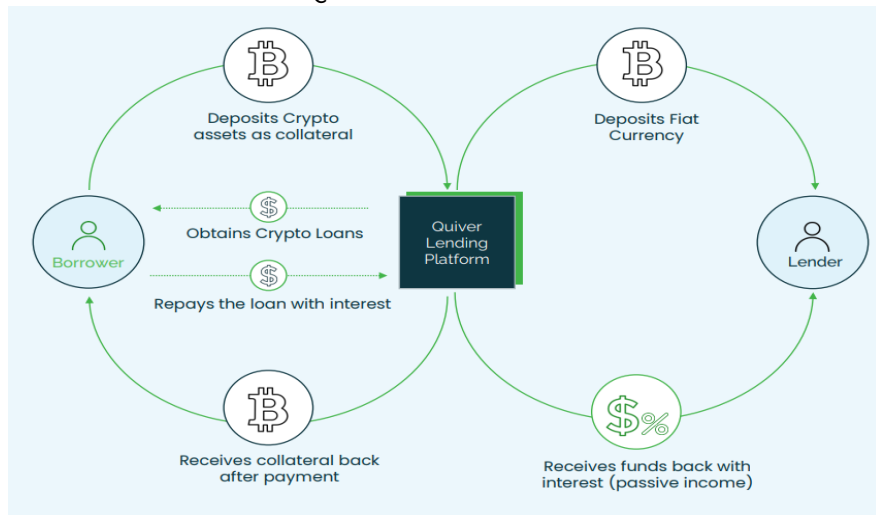 Deposits Crypto
assets as collateral
Deposits Fiat
Currency
Obtains Crypto Loans
Borrower
Quiver
Lending
Platform
Lender
Repays the loan with interest
Receives collateral back
after payment
Receives funds back with
interest (passive income)